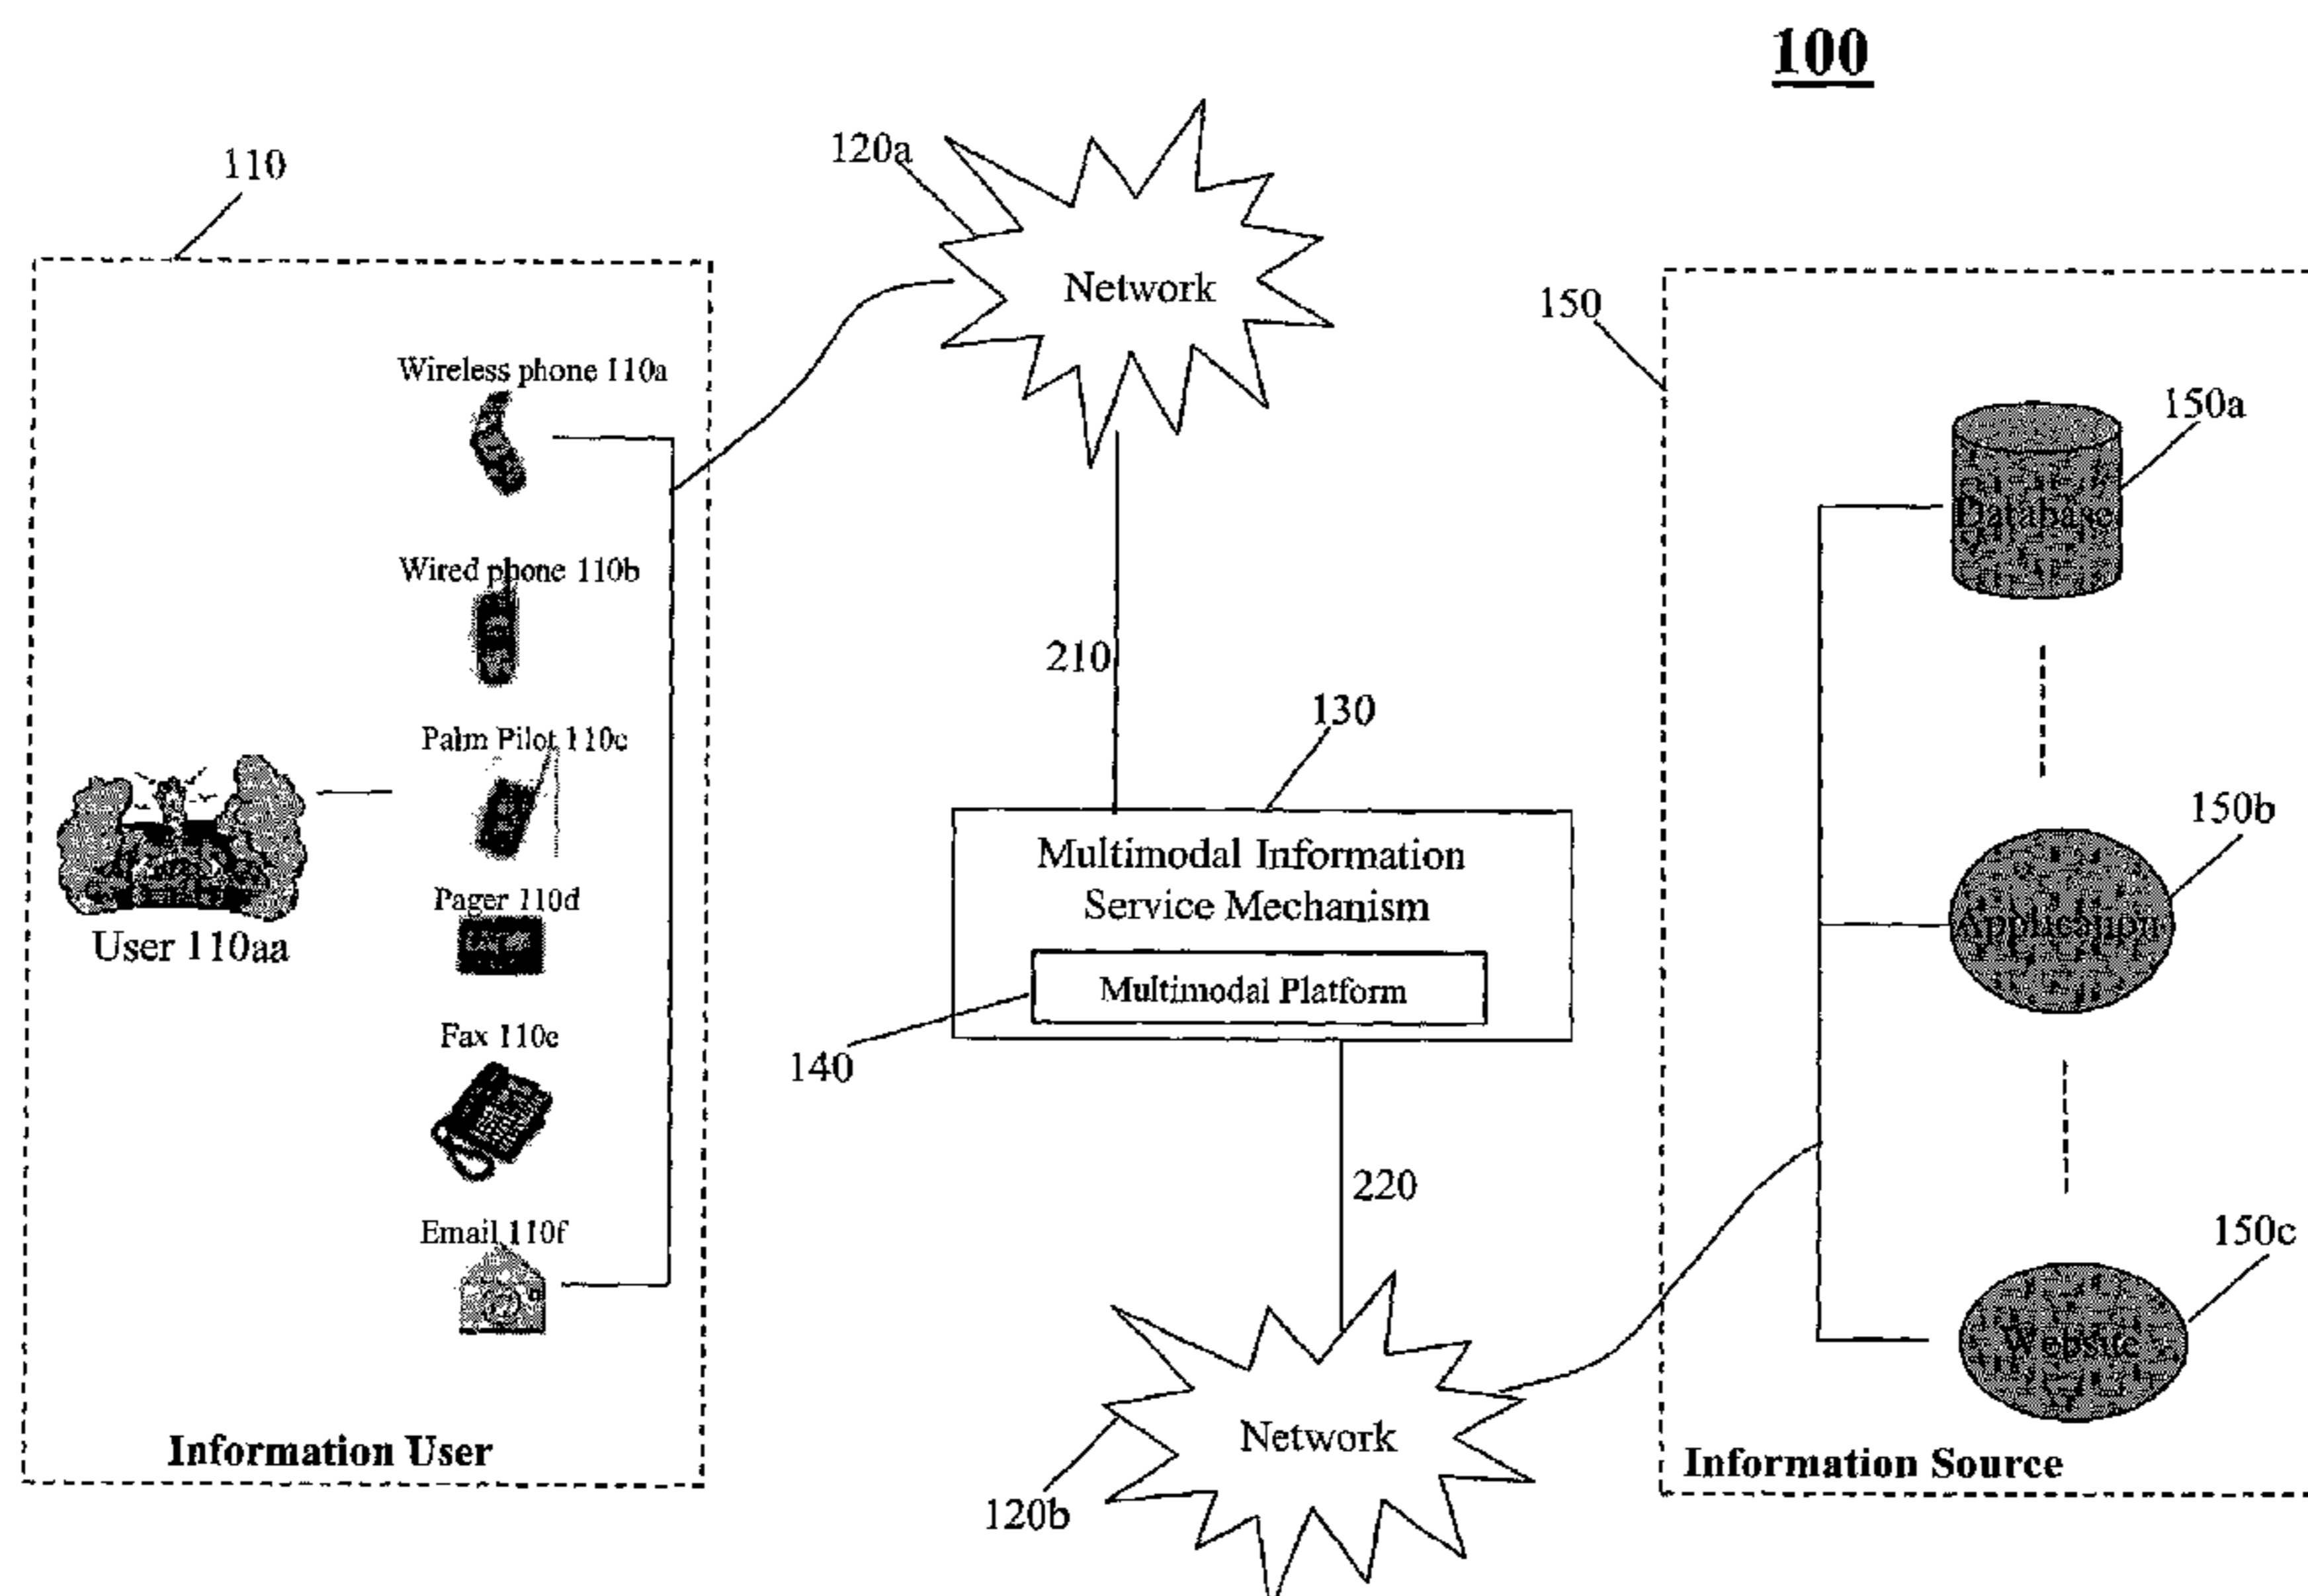 100
110
120a
Network
150
Wireless phone 110a
150a
Database
Wired phone 110b
210
130
Palm Pilot 110c
150b
Multimodal Information
Service Mechanism
Pager 110d
Application
User 110aa
Multimodal Platform
140
Fax 110e
220
Email 110f
150c
Website
Network
Information User
Information Source
120b